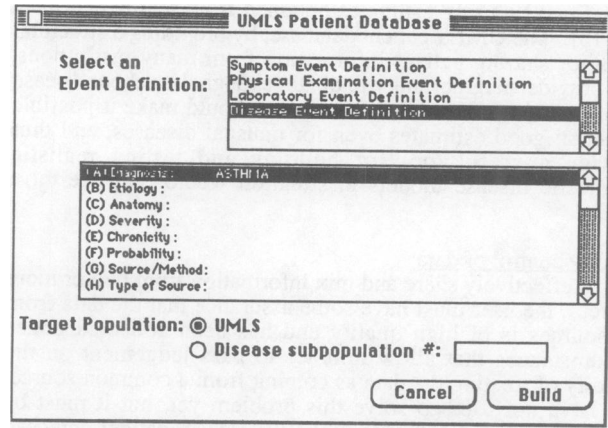 UMLS Patient Database
Select an
Event Definition:
Symptom Event Definition
Physical Examination Event Definition
Laboratory Event Definition
Disease Event Definition
(A) Diagnosis: ASTHMA
(B) Etiology :
(C) Anatomy :
(D) Severity :
(E) Chronicity :
(F) Probability :
(G) Source/Method :
(H) Type of Source :
Target Population: UMLS
Disease subpopulation #:
Cancel Build